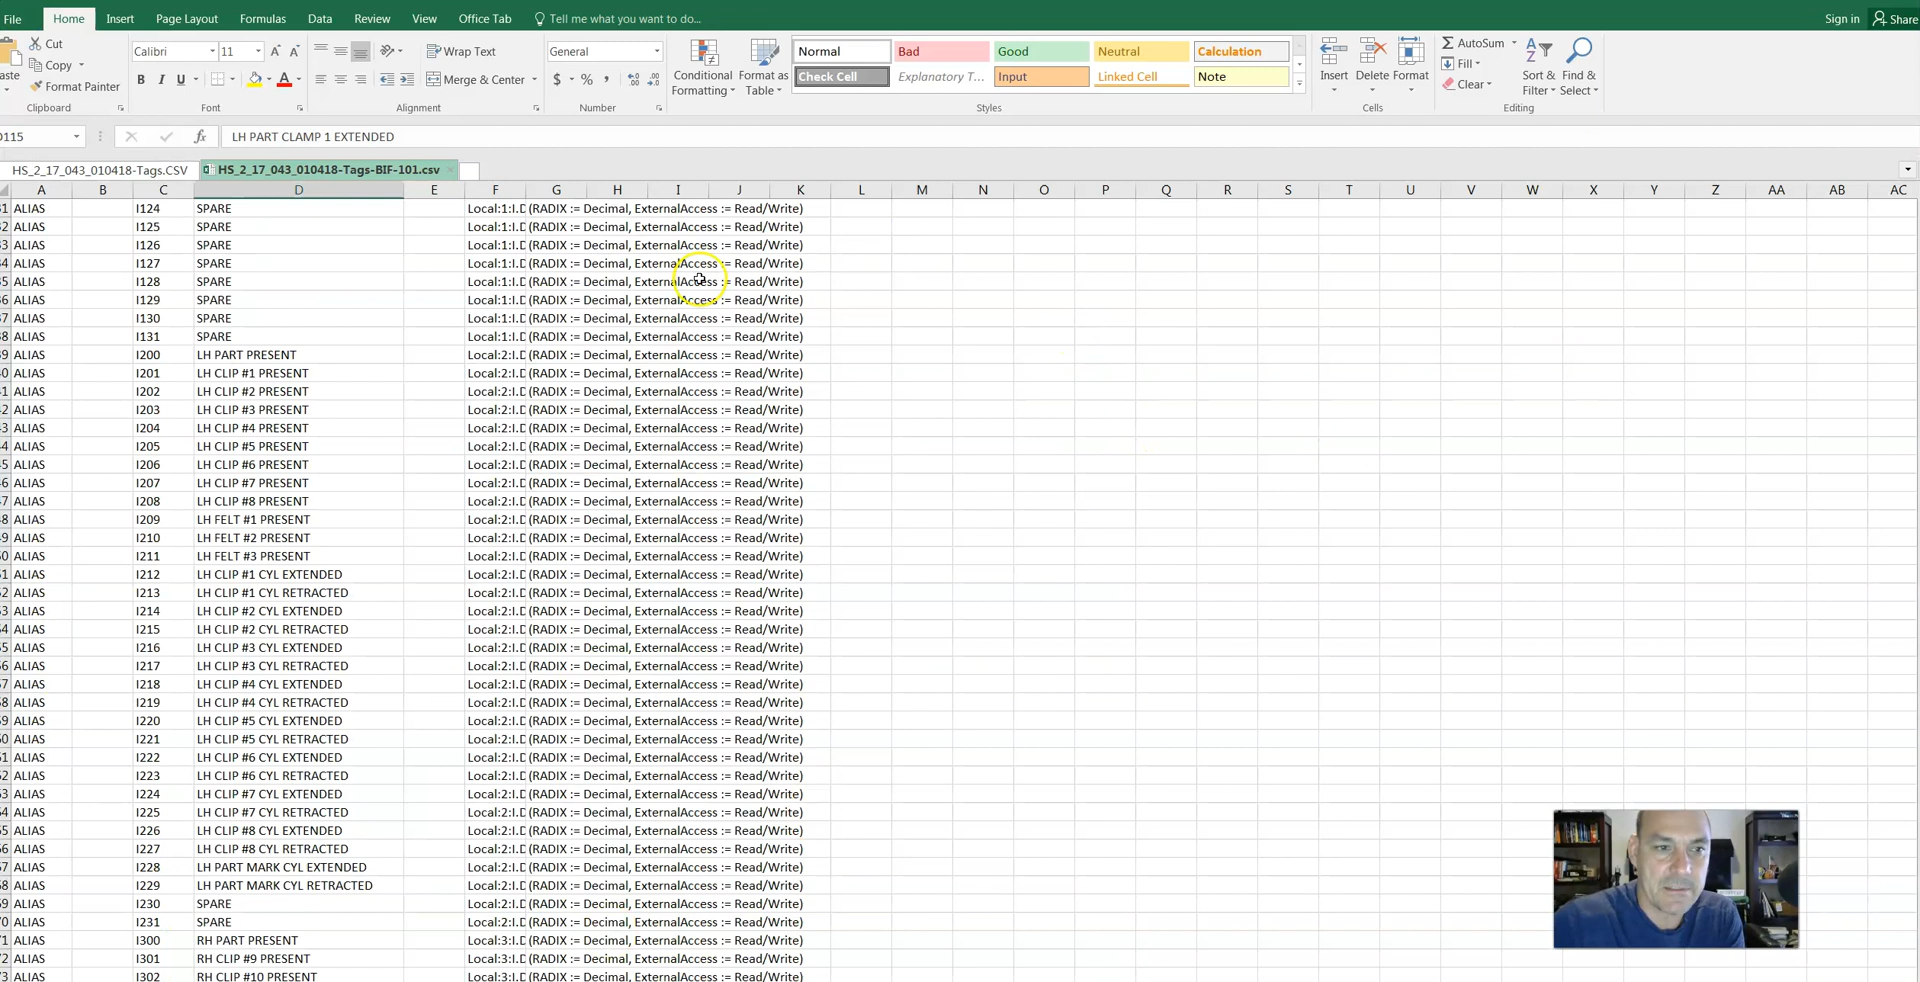 File Home Insert Page Layout Formulas Data Review View Office Tab Tell me what you want to do... Sign in Share
Cut
Copy
Format Painter
Clipboard
Calibri 11
B I U A
Font
Wrap Text
Merge & Center
Alignment
General
$ % ,
Number
Conditional Formatting
Format as Table
Normal Bad Good Neutral Calculation
Check Cell Explanatory T... Input Linked Cell Note
Styles
Insert Delete Format
Cells
AutoSum
Fill
Clear
Sort & Filter
Find & Select
Editing
fx LH PART CLAMP 1 EXTENDED
HS_2_17_043_010418-Tags.CSV HS_2_17_043_010418-Tags-BIF-101.csv
A B C D E F G H I J K L M N O P Q R S T U V W X Y Z AA AB AC
ALIAS I124 SPARE Local:1:I.D (RADIX := Decimal, ExternalAccess := Read/Write)
ALIAS I125 SPARE Local:1:I.D (RADIX := Decimal, ExternalAccess := Read/Write)
ALIAS I126 SPARE Local:1:I.D (RADIX := Decimal, ExternalAccess := Read/Write)
ALIAS I127 SPARE Local:1:I.D (RADIX := Decimal, ExternalAccess := Read/Write)
ALIAS I128 SPARE Local:1:I.D (RADIX := Decimal, ExternalAccess := Read/Write)
ALIAS I129 SPARE Local:1:I.D (RADIX := Decimal, ExternalAccess := Read/Write)
ALIAS I130 SPARE Local:1:I.D (RADIX := Decimal, ExternalAccess := Read/Write)
ALIAS I131 SPARE Local:1:I.D (RADIX := Decimal, ExternalAccess := Read/Write)
ALIAS I200 LH PART PRESENT Local:2:I.D (RADIX := Decimal, ExternalAccess := Read/Write)
ALIAS I201 LH CLIP #1 PRESENT Local:2:I.D (RADIX := Decimal, ExternalAccess := Read/Write)
ALIAS I202 LH CLIP #2 PRESENT Local:2:I.D (RADIX := Decimal, ExternalAccess := Read/Write)
ALIAS I203 LH CLIP #3 PRESENT Local:2:I.D (RADIX := Decimal, ExternalAccess := Read/Write)
ALIAS I204 LH CLIP #4 PRESENT Local:2:I.D (RADIX := Decimal, ExternalAccess := Read/Write)
ALIAS I205 LH CLIP #5 PRESENT Local:2:I.D (RADIX := Decimal, ExternalAccess := Read/Write)
ALIAS I206 LH CLIP #6 PRESENT Local:2:I.D (RADIX := Decimal, ExternalAccess := Read/Write)
ALIAS I207 LH CLIP #7 PRESENT Local:2:I.D (RADIX := Decimal, ExternalAccess := Read/Write)
ALIAS I208 LH CLIP #8 PRESENT Local:2:I.D (RADIX := Decimal, ExternalAccess := Read/Write)
ALIAS I209 LH FELT #1 PRESENT Local:2:I.D (RADIX := Decimal, ExternalAccess := Read/Write)
ALIAS I210 LH FELT #2 PRESENT Local:2:I.D (RADIX := Decimal, ExternalAccess := Read/Write)
ALIAS I211 LH FELT #3 PRESENT Local:2:I.D (RADIX := Decimal, ExternalAccess := Read/Write)
ALIAS I212 LH CLIP #1 CYL EXTENDED Local:2:I.D (RADIX := Decimal, ExternalAccess := Read/Write)
ALIAS I213 LH CLIP #1 CYL RETRACTED Local:2:I.D (RADIX := Decimal, ExternalAccess := Read/Write)
ALIAS I214 LH CLIP #2 CYL EXTENDED Local:2:I.D (RADIX := Decimal, ExternalAccess := Read/Write)
ALIAS I215 LH CLIP #2 CYL RETRACTED Local:2:I.D (RADIX := Decimal, ExternalAccess := Read/Write)
ALIAS I216 LH CLIP #3 CYL EXTENDED Local:2:I.D (RADIX := Decimal, ExternalAccess := Read/Write)
ALIAS I217 LH CLIP #3 CYL RETRACTED Local:2:I.D (RADIX := Decimal, ExternalAccess := Read/Write)
ALIAS I218 LH CLIP #4 CYL EXTENDED Local:2:I.D (RADIX := Decimal, ExternalAccess := Read/Write)
ALIAS I219 LH CLIP #4 CYL RETRACTED Local:2:I.D (RADIX := Decimal, ExternalAccess := Read/Write)
ALIAS I220 LH CLIP #5 CYL EXTENDED Local:2:I.D (RADIX := Decimal, ExternalAccess := Read/Write)
ALIAS I221 LH CLIP #5 CYL RETRACTED Local:2:I.D (RADIX := Decimal, ExternalAccess := Read/Write)
ALIAS I222 LH CLIP #6 CYL EXTENDED Local:2:I.D (RADIX := Decimal, ExternalAccess := Read/Write)
ALIAS I223 LH CLIP #6 CYL RETRACTED Local:2:I.D (RADIX := Decimal, ExternalAccess := Read/Write)
ALIAS I224 LH CLIP #7 CYL EXTENDED Local:2:I.D (RADIX := Decimal, ExternalAccess := Read/Write)
ALIAS I225 LH CLIP #7 CYL RETRACTED Local:2:I.D (RADIX := Decimal, ExternalAccess := Read/Write)
ALIAS I226 LH CLIP #8 CYL EXTENDED Local:2:I.D (RADIX := Decimal, ExternalAccess := Read/Write)
ALIAS I227 LH CLIP #8 CYL RETRACTED Local:2:I.D (RADIX := Decimal, ExternalAccess := Read/Write)
ALIAS I228 LH PART MARK CYL EXTENDED Local:2:I.D (RADIX := Decimal, ExternalAccess := Read/Write)
ALIAS I229 LH PART MARK CYL RETRACTED Local:2:I.D (RADIX := Decimal, ExternalAccess := Read/Write)
ALIAS I230 SPARE Local:2:I.D (RADIX := Decimal, ExternalAccess := Read/Write)
ALIAS I231 SPARE Local:2:I.D (RADIX := Decimal, ExternalAccess := Read/Write)
ALIAS I300 RH PART PRESENT Local:3:I.D (RADIX := Decimal, ExternalAccess := Read/Write)
ALIAS I301 RH CLIP #9 PRESENT Local:3:I.D (RADIX := Decimal, ExternalAccess := Read/Write)
ALIAS I302 RH CLIP #10 PRESENT Local:3:I.D (RADIX := Decimal, ExternalAccess := Read/Write)